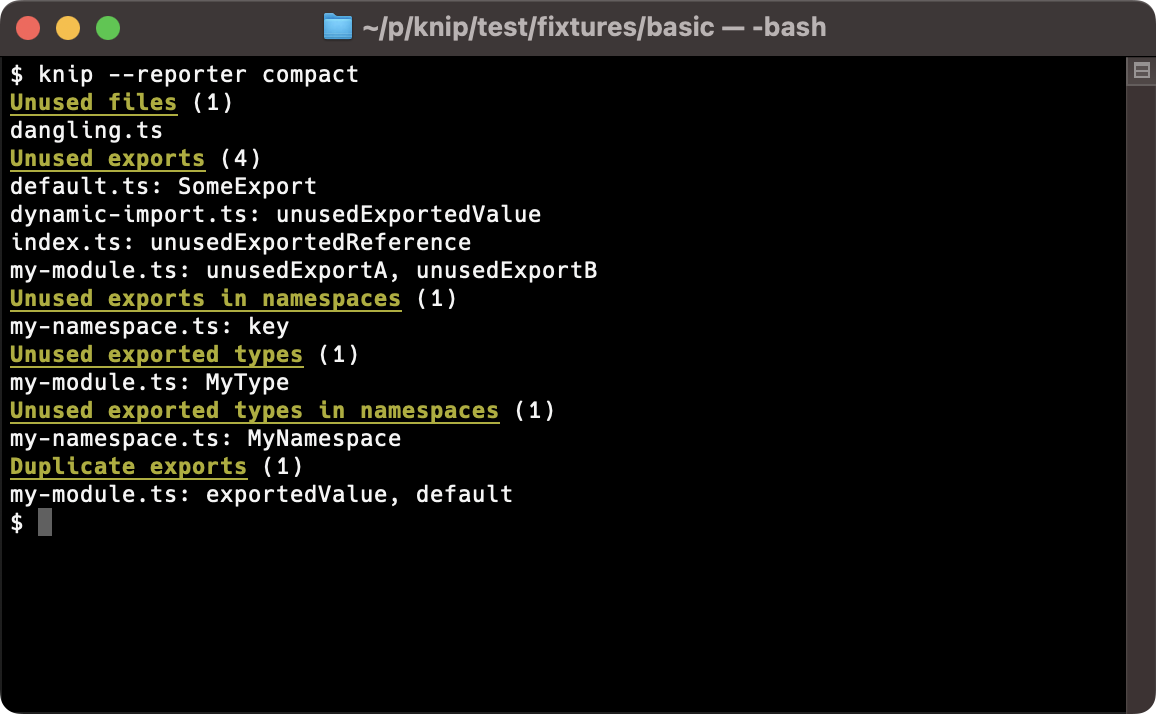 ~/p/knip/test/fixtures/basic — -bash
$ knip --reporter compact
Unused files (1)
dangling.ts
Unused exports (4)
default.ts: SomeExport
dynamic-import.ts: unusedExportedValue
index.ts: unusedExportedReference
my-module.ts: unusedExportA, unusedExportB
Unused exports in namespaces (1)
my-namespace.ts: key
Unused exported types (1)
my-module.ts: MyType
Unused exported types in namespaces (1)
my-namespace.ts: MyNamespace
Duplicate exports (1)
my-module.ts: exportedValue, default
$